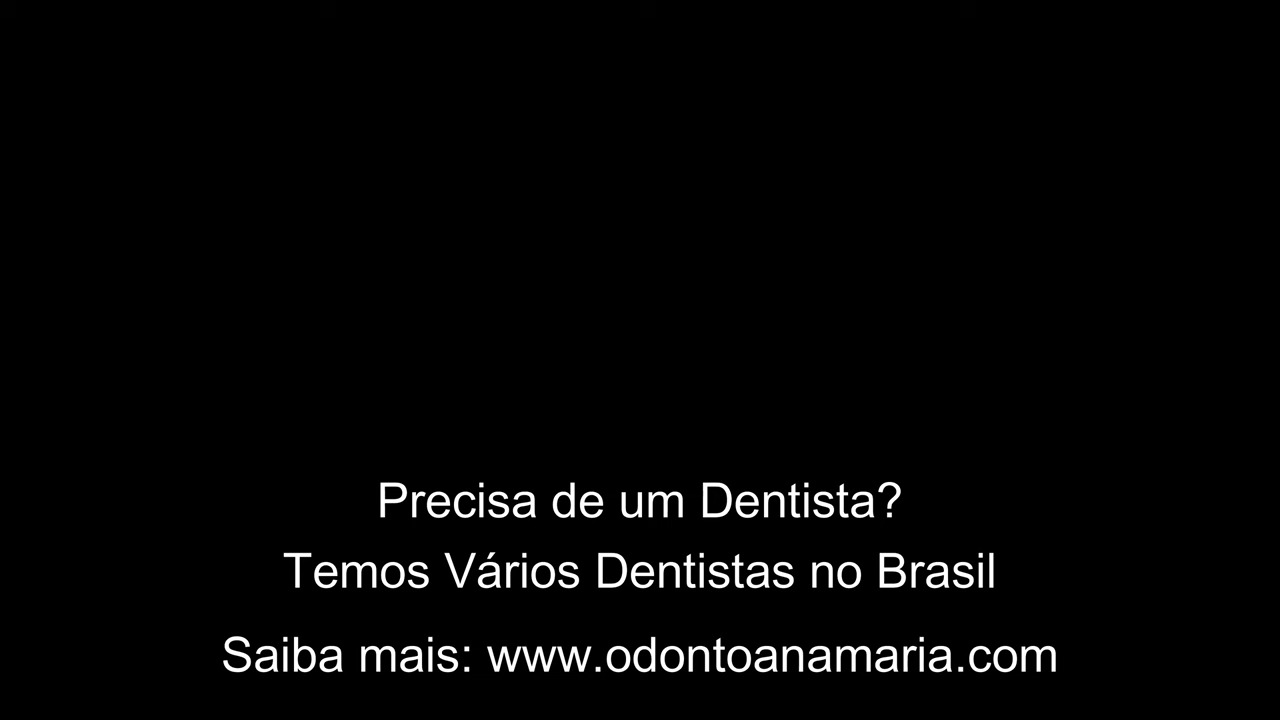 Precisa de um Dentista?
Temos Vários Dentistas no Brasil
Saiba mais: www.odontoanamaria.com